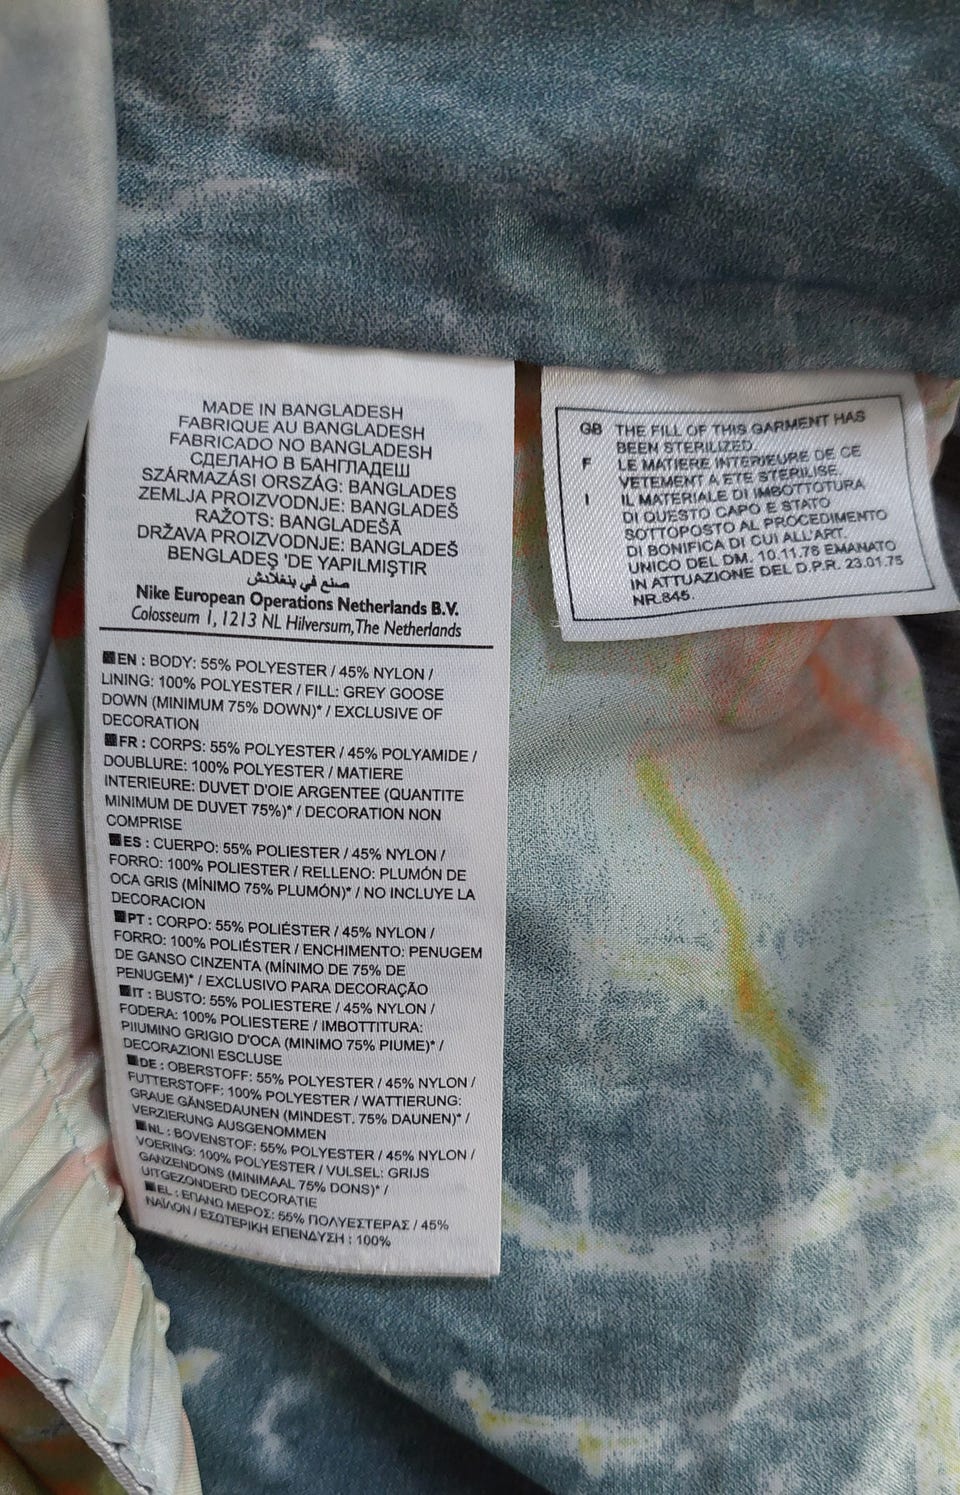 MADE IN BANGLADESH
FABRIQUE AU BANGLADESH
FABRICADO NO BANGLADESH
СДЕЛАНО В БАНГЛАДЕШ
SZÁRMAZÁSI ORSZÁG: BANGLADES
ZEMLJA PROIZVODNJE: BANGLADEŠ
RAŽOTS: BANGLADEŠĀ
DRŽAVA PROIZVODNJE: BANGLADEŠ
BENGLADEŞ 'DE YAPILMIŞTIR
صنع في بنغلادش
Nike European Operations Netherlands B.V.
Colosseum 1, 1213 NL Hilversum, The Netherlands
EN : BODY: 55% POLYESTER / 45% NYLON /
LINING: 100% POLYESTER / FILL: GREY GOOSE
DOWN (MINIMUM 75% DOWN)* / EXCLUSIVE OF
DECORATION
FR : CORPS: 55% POLYESTER / 45% POLYAMIDE /
DOUBLURE: 100% POLYESTER / MATIERE
INTERIEURE: DUVET D'OIE ARGENTEE (QUANTITE
MINIMUM DE DUVET 75%)* / DECORATION NON
COMPRISE
ES : CUERPO: 55% POLIESTER / 45% NYLON /
FORRO: 100% POLIESTER / RELLENO: PLUMÓN DE
OCA GRIS (MÍNIMO 75% PLUMÓN)* / NO INCLUYE LA
DECORACION
PT : CORPO: 55% POLIÉSTER / 45% NYLON /
FORRO: 100% POLIÉSTER / ENCHIMENTO: PENUGEM
DE GANSO CINZENTA (MÍNIMO DE 75% DE
PENUGEM)* / EXCLUSIVO PARA DECORAÇÃO
IT : BUSTO: 55% POLIESTERE / 45% NYLON /
FODERA: 100% POLIESTERE / IMBOTTITURA:
PIIUMINO GRIGIO D'OCA (MINIMO 75% PIUME)* /
DECORAZIONI ESCLUSE
DE : OBERSTOFF: 55% POLYESTER / 45% NYLON /
FUTTERSTOFF: 100% POLYESTER / WATTIERUNG:
GRAUE GÄNSEDAUNEN (MINDEST. 75% DAUNEN)* /
VERZIERUNG AUSGENOMMEN
NL : BOVENSTOF: 55% POLYESTER / 45% NYLON /
VOERING: 100% POLYESTER / VULSEL: GRIJS
GANZENDONS (MINIMAAL 75% DONS)* /
UITGEZONDERD DECORATIE
EL : ΕΠΑΝΩ ΜΕΡΟΣ: 55% ΠΟΛΥΕΣΤΕΡΑΣ / 45%
ΝΑΪΛΟΝ / ΕΣΩΤΕΡΙΚΗ ΕΠΕΝΔΥΣΗ : 100%
GB THE FILL OF THIS GARMENT HAS
BEEN STERILIZED.
F LE MATIERE INTERIEURE DE CE
VETEMENT A ETE STERILISE.
I IL MATERIALE DI IMBOTTOTURA
DI QUESTO CAPO E STATO
SOTTOPOSTO AL PROCEDIMENTO
DI BONIFICA DI CUI ALL'ART.
UNICO DEL DM. 10.11.76 EMANATO
IN ATTUAZIONE DEL D.P.R. 23.01.75
NR.845.